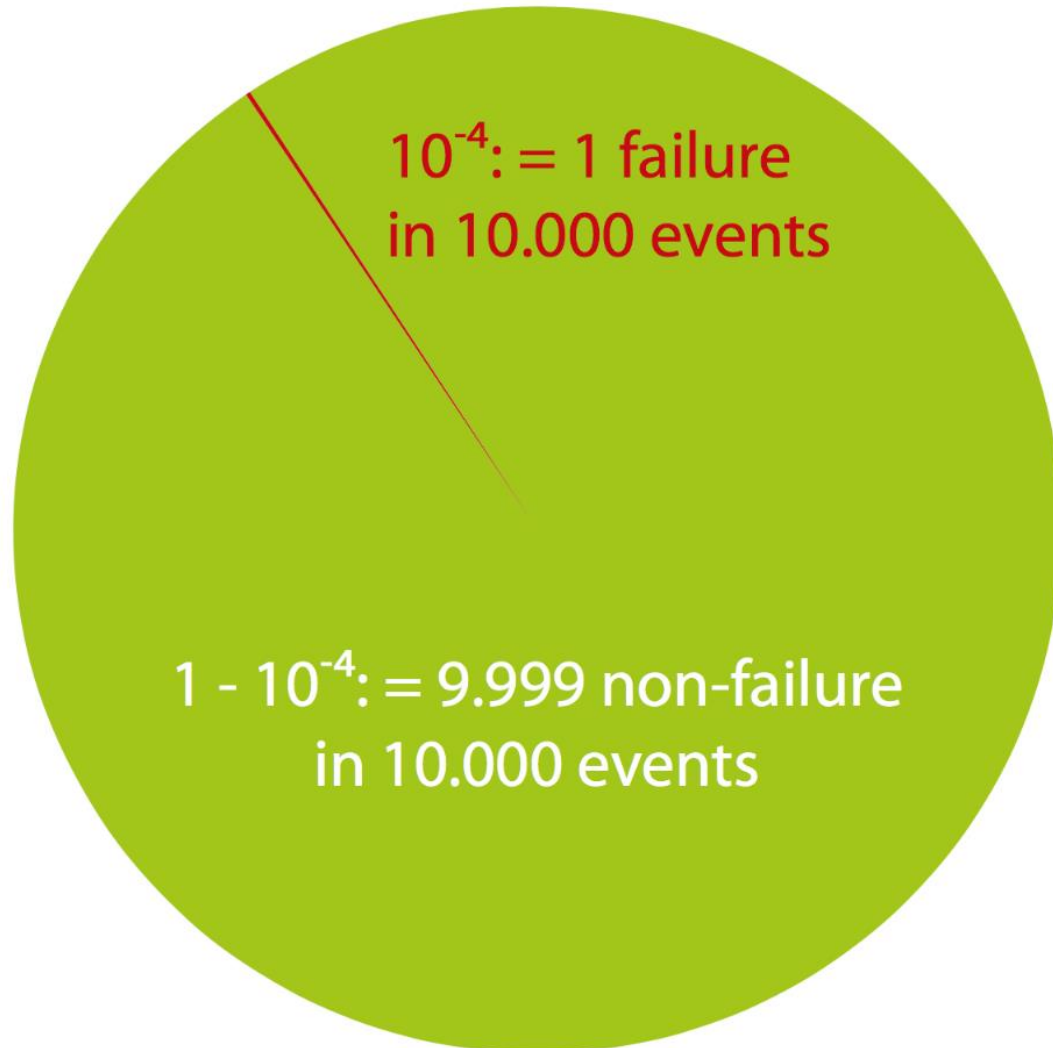 10⁻⁴: = 1 failure
in 10.000 events
1 - 10⁻⁴: = 9.999 non-failure
in 10.000 events